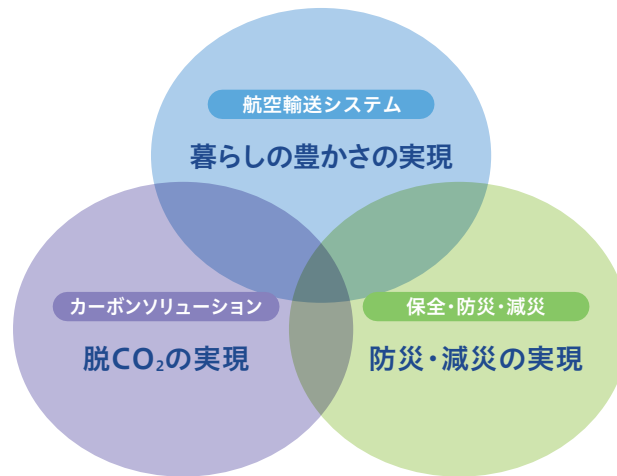 航空輸送システム
暮らしの豊かさの実現
カーボンソリューション
脱CO₂の実現
保全・防災・減災
防災・減災の実現